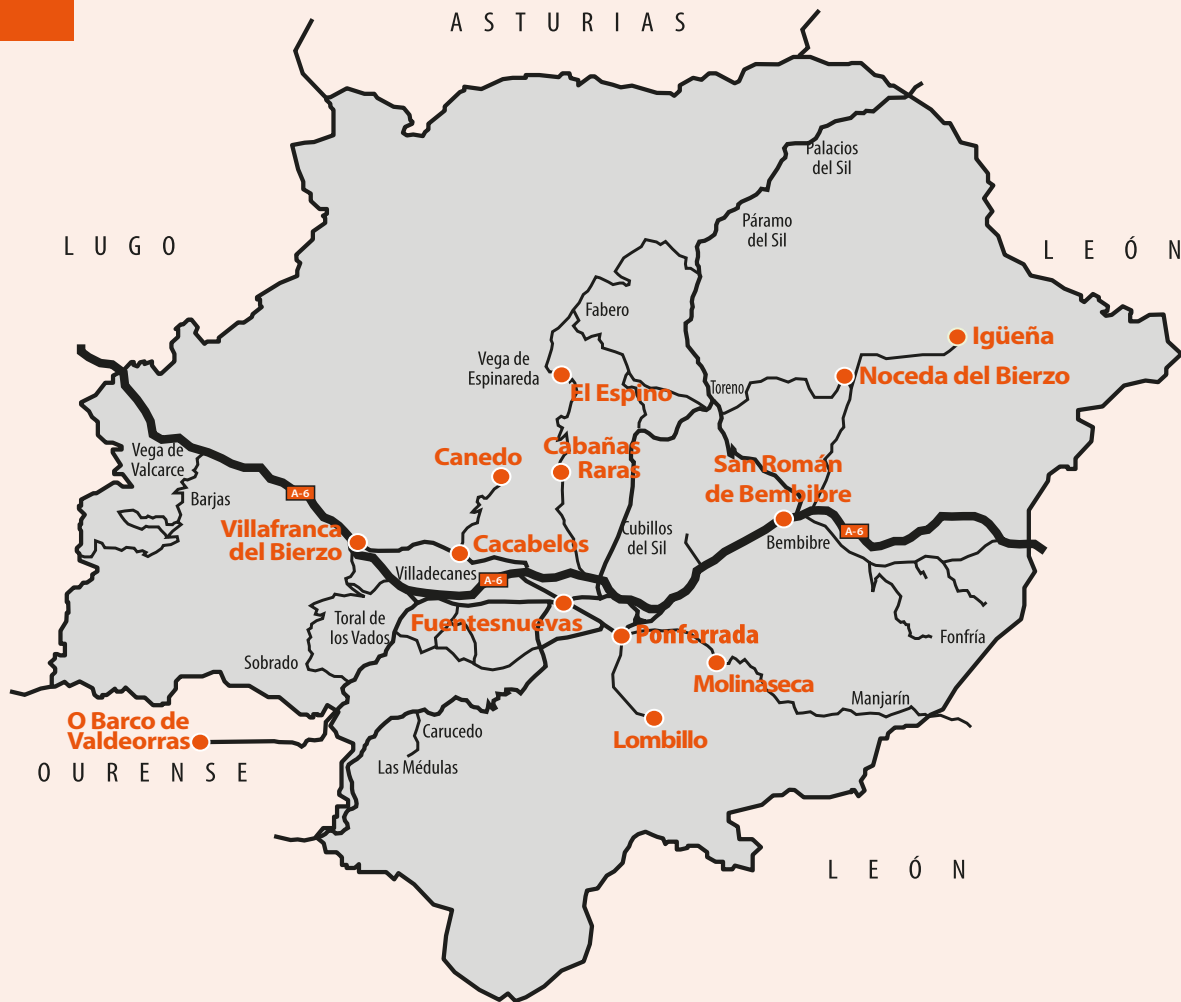 ASTURIAS
Palacios
del Sil
Páramo
del Sil
LUGO
LEÓN
Fabero
Igüeña
Vega de
Espinareda
El Espino
Toreno
Noceda del Bierzo
Vega de
Valcarce
Canedo
Cabañas
Raras
San Román
de Bembibre
A-6
Barjas
Villafranca
del Bierzo
Cacabelos
Cubillos
del Sil
Bembibre
A-6
Villadecanes
A-6
Toral de
los Vados
Fuentesnuevas
Ponferrada
Fonfría
Sobrado
Molinaseca
Manjarín
O Barco de
Valdeorras
Carucedo
Lombillo
Las Médulas
OURENSE
LEÓN